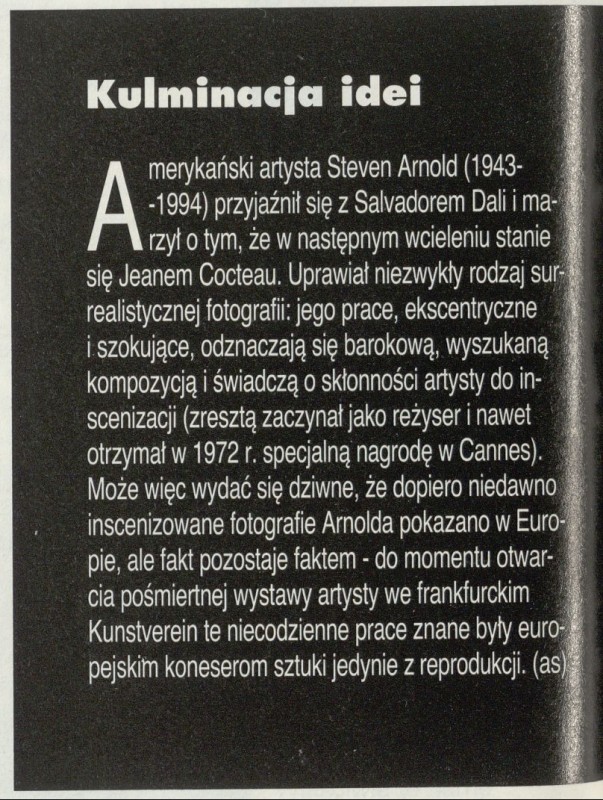 Kulminacja idei
Amerykański artysta Steven Arnold (1943-
-1994) przyjaźnił się z Salvadorem Dali i ma-
rzył o tym, że w następnym wcieleniu stanie
się Jeanem Cocteau. Uprawiał niezwykły rodzaj sur-
realistycznej fotografii: jego prace, ekscentryczne
i szokujące, odznaczają się barokową, wyszukaną
kompozycją i świadczą o skłonności artysty do in-
scenizacji (zresztą zaczynał jako reżyser i nawet
otrzymał w 1972 r. specjalną nagrodę w Cannes).
Może więc wydać się dziwne, że dopiero niedawno
inscenizowane fotografie Arnolda pokazano w Euro-
pie, ale fakt pozostaje faktem - do momentu otwar-
cia pośmiertnej wystawy artysty we frankfurckim
Kunstverein te niecodzienne prace znane były euro-
pejskim koneserom sztuki jedynie z reprodukcji. (as)